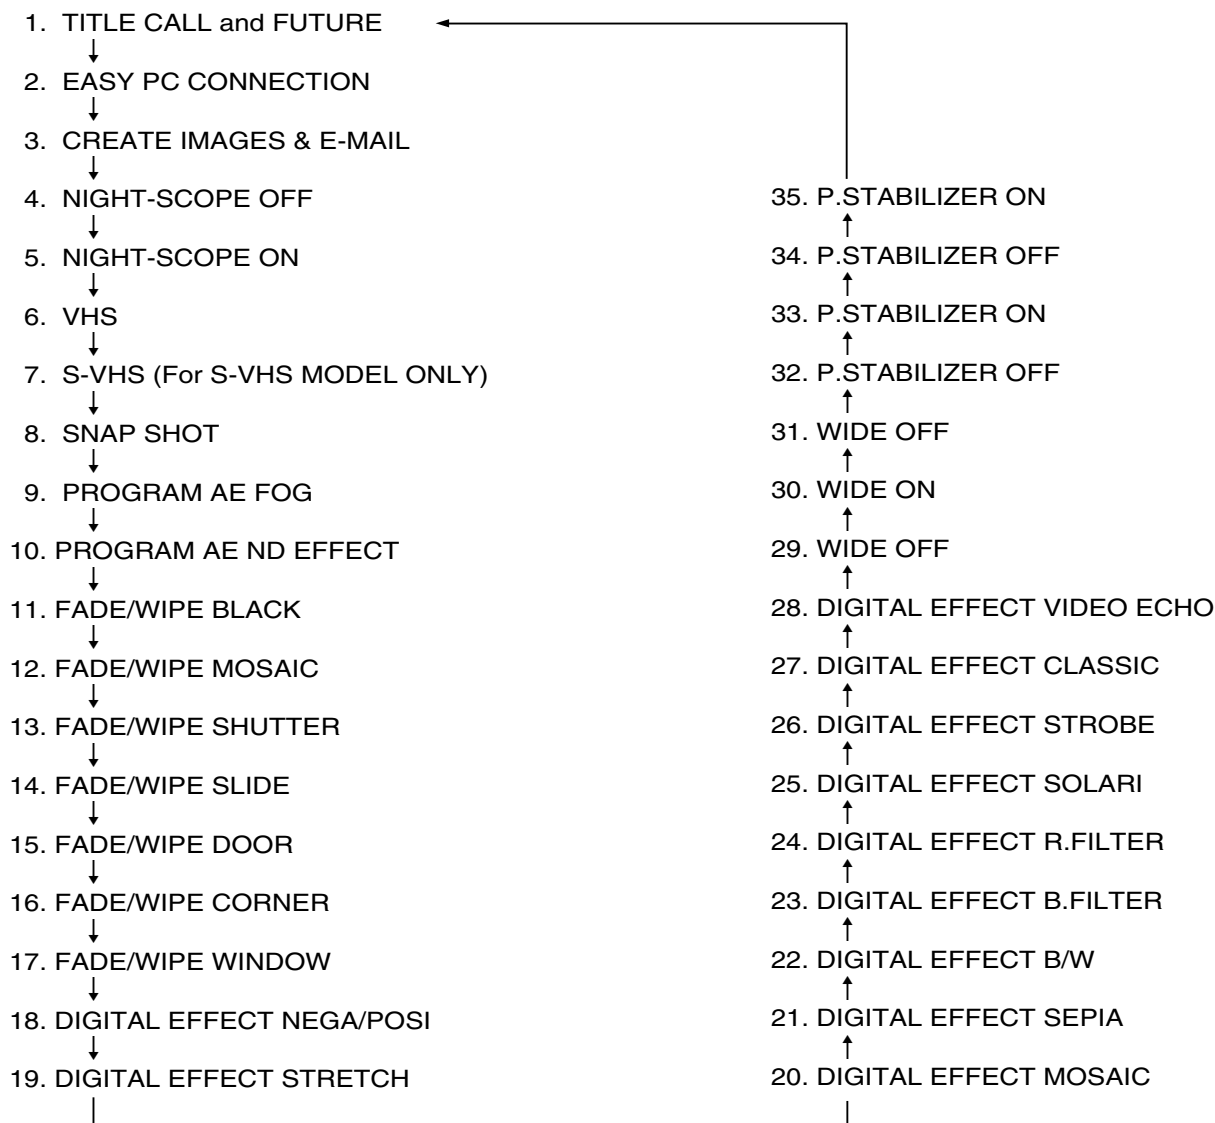 1. TITLE CALL and FUTURE
2. EASY PC CONNECTION
3. CREATE IMAGES & E-MAIL
4. NIGHT-SCOPE OFF
5. NIGHT-SCOPE ON
6. VHS
7. S-VHS (For S-VHS MODEL ONLY)
8. SNAP SHOT
9. PROGRAM AE FOG
10. PROGRAM AE ND EFFECT
11. FADE/WIPE BLACK
12. FADE/WIPE MOSAIC
13. FADE/WIPE SHUTTER
14. FADE/WIPE SLIDE
15. FADE/WIPE DOOR
16. FADE/WIPE CORNER
17. FADE/WIPE WINDOW
18. DIGITAL EFFECT NEGA/POSI
19. DIGITAL EFFECT STRETCH
35. P.STABILIZER ON
34. P.STABILIZER OFF
33. P.STABILIZER ON
32. P.STABILIZER OFF
31. WIDE OFF
30. WIDE ON
29. WIDE OFF
28. DIGITAL EFFECT VIDEO ECHO
27. DIGITAL EFFECT CLASSIC
26. DIGITAL EFFECT STROBE
25. DIGITAL EFFECT SOLARI
24. DIGITAL EFFECT R.FILTER
23. DIGITAL EFFECT B.FILTER
22. DIGITAL EFFECT B/W
21. DIGITAL EFFECT SEPIA
20. DIGITAL EFFECT MOSAIC